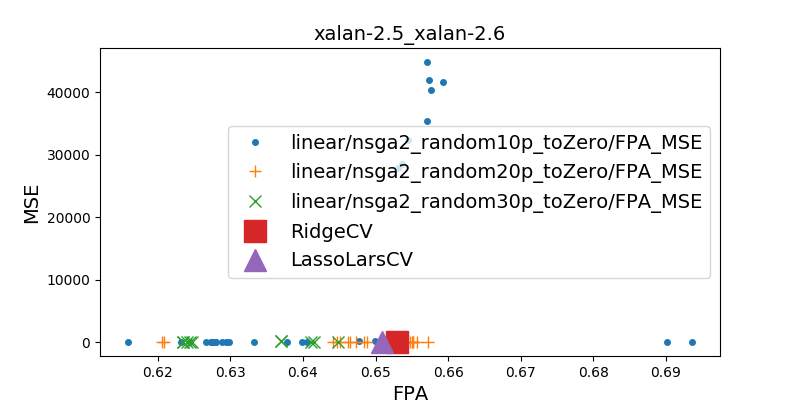 xalan-2.5_xalan-2.6
40000
30000
20000
10000
0
MSE
linear/nsga2_random10p_toZero/FPA_MSE
linear/nsga2_random20p_toZero/FPA_MSE
linear/nsga2_random30p_toZero/FPA_MSE
RidgeCV
LassoLarsCV
0.62 0.63 0.64 0.65 0.66 0.67 0.68 0.69
FPA